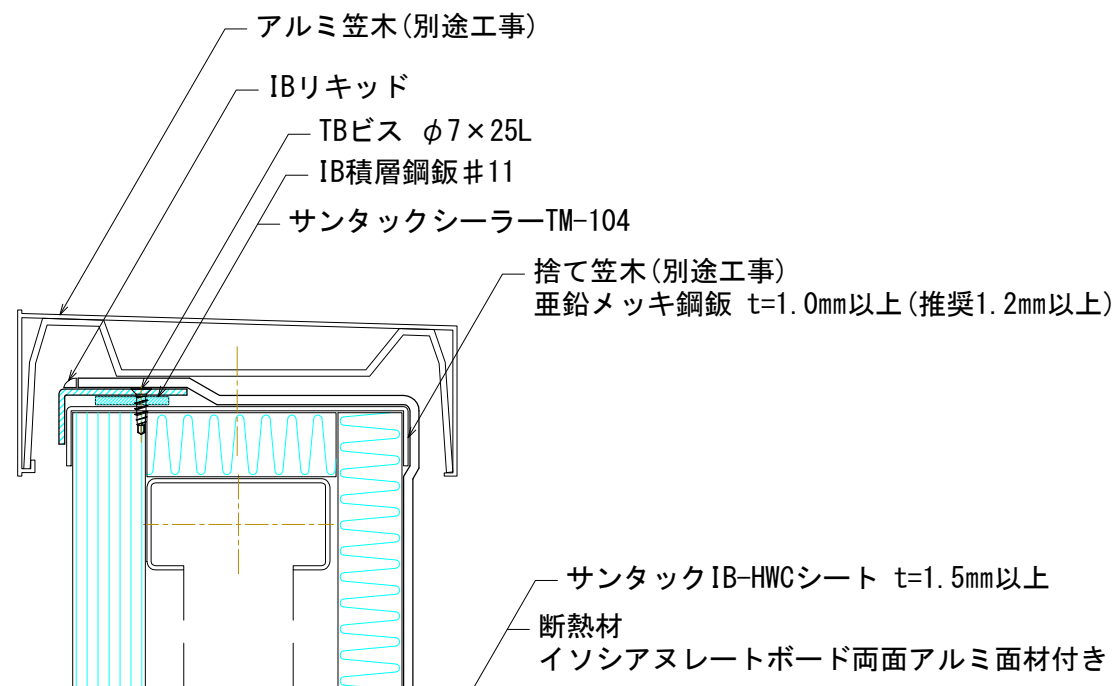 アルミ笠木(別途工事)
IBリキッド
TBビス φ7×25L
IB積層鋼鈑♯11
サンタックシーラーTM-104
捨て笠木(別途工事)
亜鉛メッキ鋼鈑 t=1.0mm以上(推奨1.2mm以上)
サンタックIB-HWCシート t=1.5mm以上
断熱材
イソシアヌレートボード両面アルミ面材付き